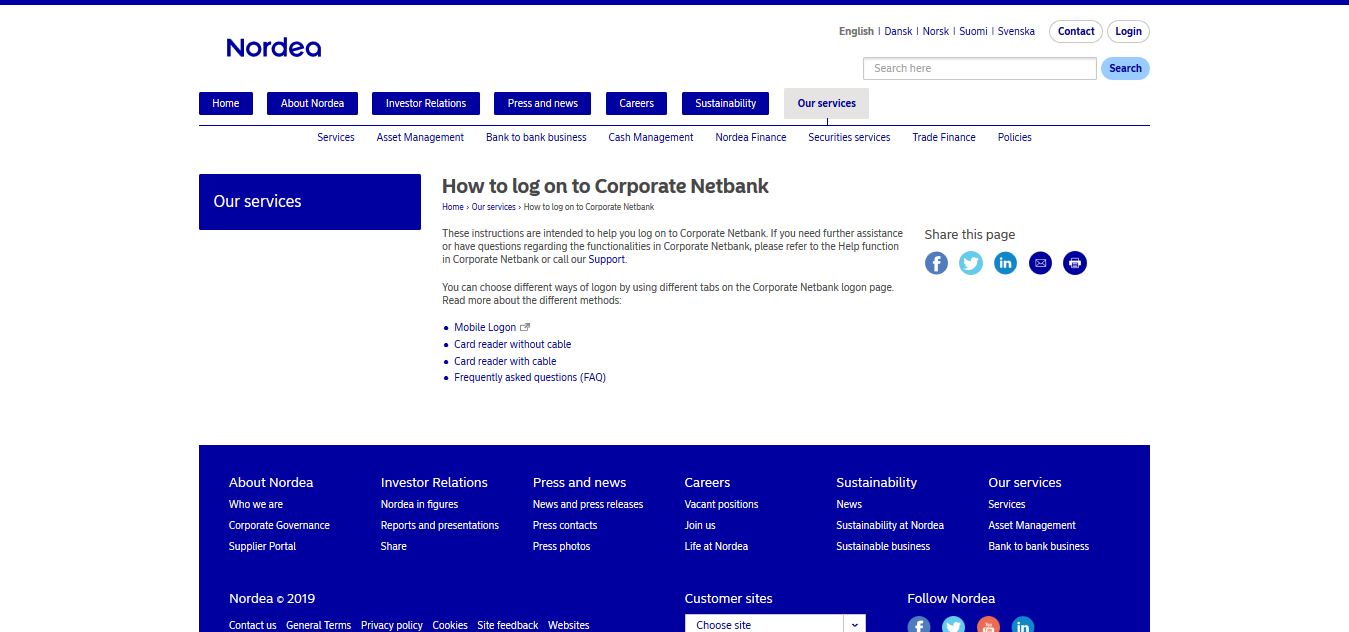 Nordea
English | Dansk | Norsk | Suomi | Svenska
Contact
Login
Search here
Search
Home
About Nordea
Investor Relations
Press and news
Careers
Sustainability
Our services
Services
Asset Management
Bank to bank business
Cash Management
Nordea Finance
Securities services
Trade Finance
Policies
Our services
How to log on to Corporate Netbank
Home › Our services › How to log on to Corporate Netbank
These instructions are intended to help you log on to Corporate Netbank. If you need further assistance
or have questions regarding the functionalities in Corporate Netbank, please refer to the Help function
in Corporate Netbank or call our Support.
You can choose different ways of logon by using different tabs on the Corporate Netbank logon page.
Read more about the different methods:
Mobile Logon
Card reader without cable
Card reader with cable
Frequently asked questions (FAQ)
Share this page
About Nordea
Who we are
Corporate Governance
Supplier Portal
Investor Relations
Nordea in figures
Reports and presentations
Share
Press and news
News and press releases
Press contacts
Press photos
Careers
Vacant positions
Join us
Life at Nordea
Sustainability
News
Sustainability at Nordea
Sustainable business
Our services
Services
Asset Management
Bank to bank business
Nordea © 2019
Contact us General Terms Privacy policy Cookies Site feedback Websites
Customer sites
Choose site
Follow Nordea